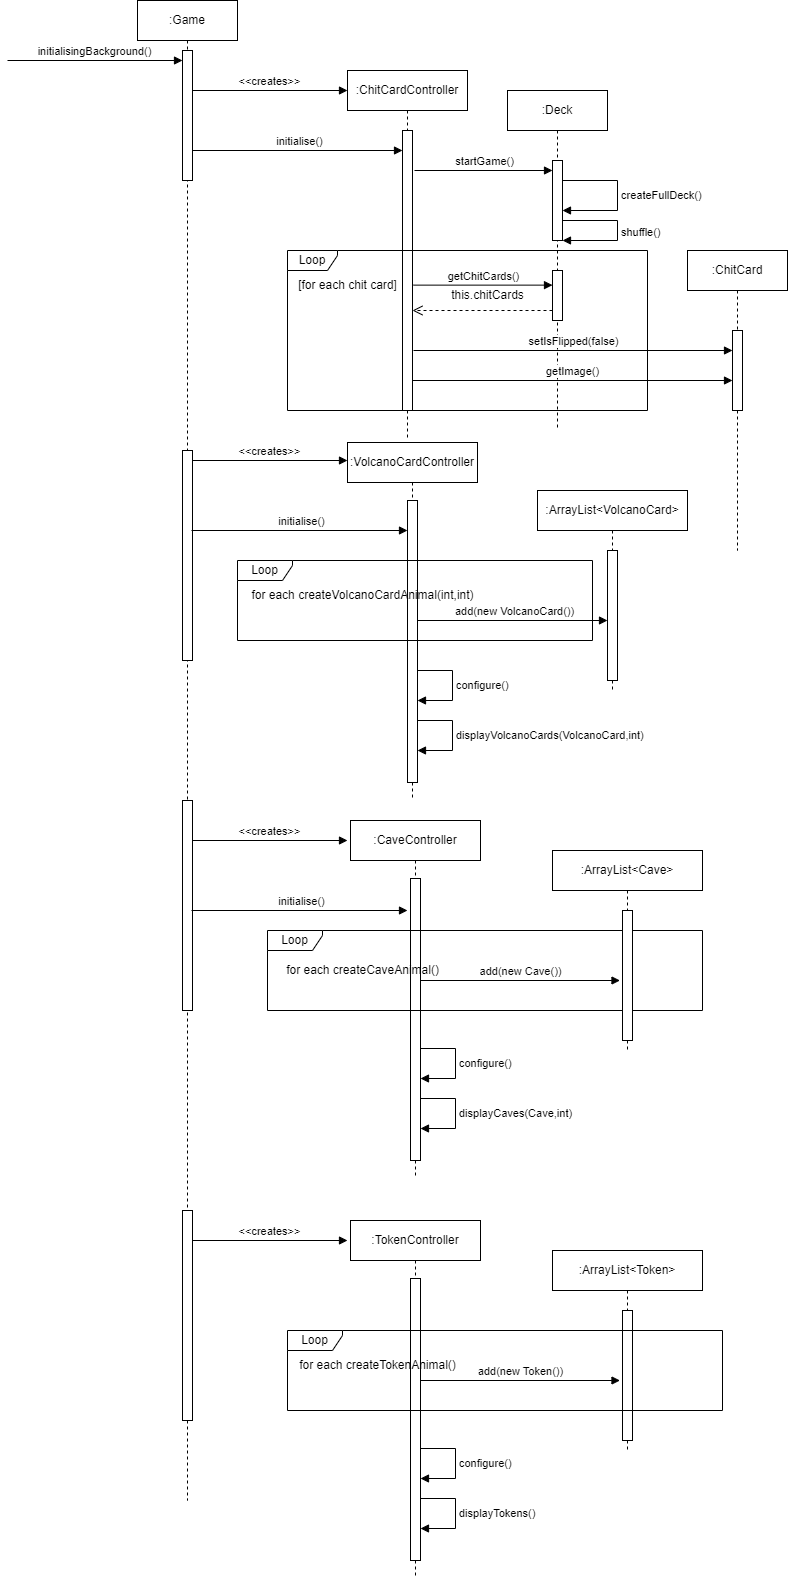 :Game
initialisingBackground()
<<creates>>
:ChitCardController
:Deck
initialise()
startGame()
createFullDeck()
shuffle()
Loop
:ChitCard
[for each chit card]
getChitCards()
this.chitCards
setIsFlipped(false)
getImage()
<<creates>>
:VolcanoCardController
:ArrayList<VolcanoCard>
initialise()
Loop
for each createVolcanoCardAnimal(int,int)
add(new VolcanoCard())
configure()
displayVolcanoCards(VolcanoCard,int)
<<creates>>
:CaveController
:ArrayList<Cave>
initialise()
Loop
for each createCaveAnimal()
add(new Cave())
configure()
displayCaves(Cave,int)
<<creates>>
:TokenController
:ArrayList<Token>
Loop
for each createTokenAnimal()
add(new Token())
configure()
displayTokens()